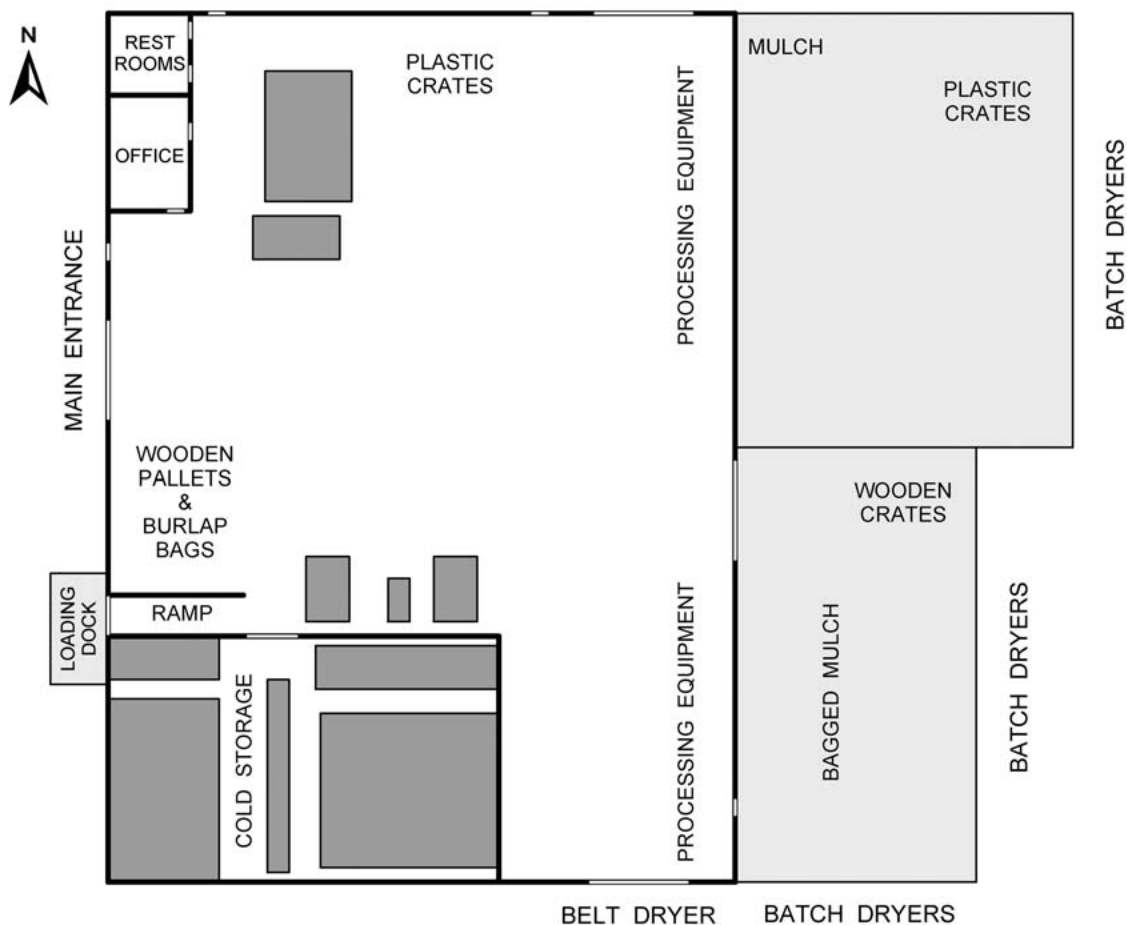 N
REST
ROOMS
OFFICE
PLASTIC
CRATES
PROCESSING EQUIPMENT
MULCH
PLASTIC
CRATES
BATCH DRYERS
MAIN ENTRANCE
WOODEN
PALLETS
&
BURLAP
BAGS
WOODEN
CRATES
LOADING
DOCK
RAMP
COLD STORAGE
PROCESSING EQUIPMENT
BAGGED MULCH
BATCH DRYERS
BELT DRYER
BATCH DRYERS